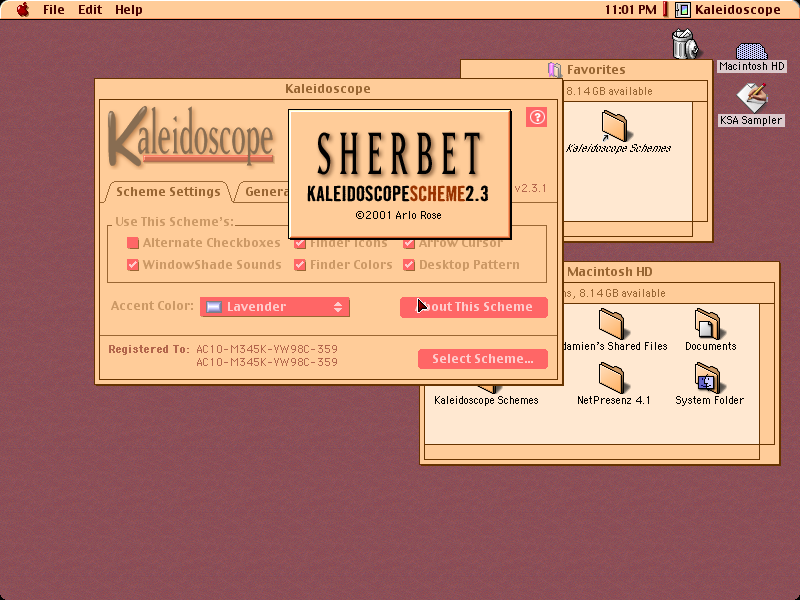 File Edit Help
11:01 PM Kaleidoscope
Macintosh HD
KSA Sampler
Favorites
8.14 GB available
Kaleidoscope Schemes
Kaleidoscope
Kaleidoscope
SHERBET
KALEIDOSCOPESCHEME2.3
©2001 Arlo Rose
?
v2.3.1
Scheme Settings
Genera
Use This Scheme's:
Alternate Checkboxes Finder Icons Arrow Cursor
WindowShade Sounds Finder Colors Desktop Pattern
Accent Color: Lavender
out This Scheme
Registered To: AC10-M345K-VW98C-359
AC10-M345K-VW98C-359
Select Scheme...
Macintosh HD
ms, 8.14 GB available
damien's Shared Files
Documents
Kaleidoscope Schemes
NetPresenz 4.1
System Folder